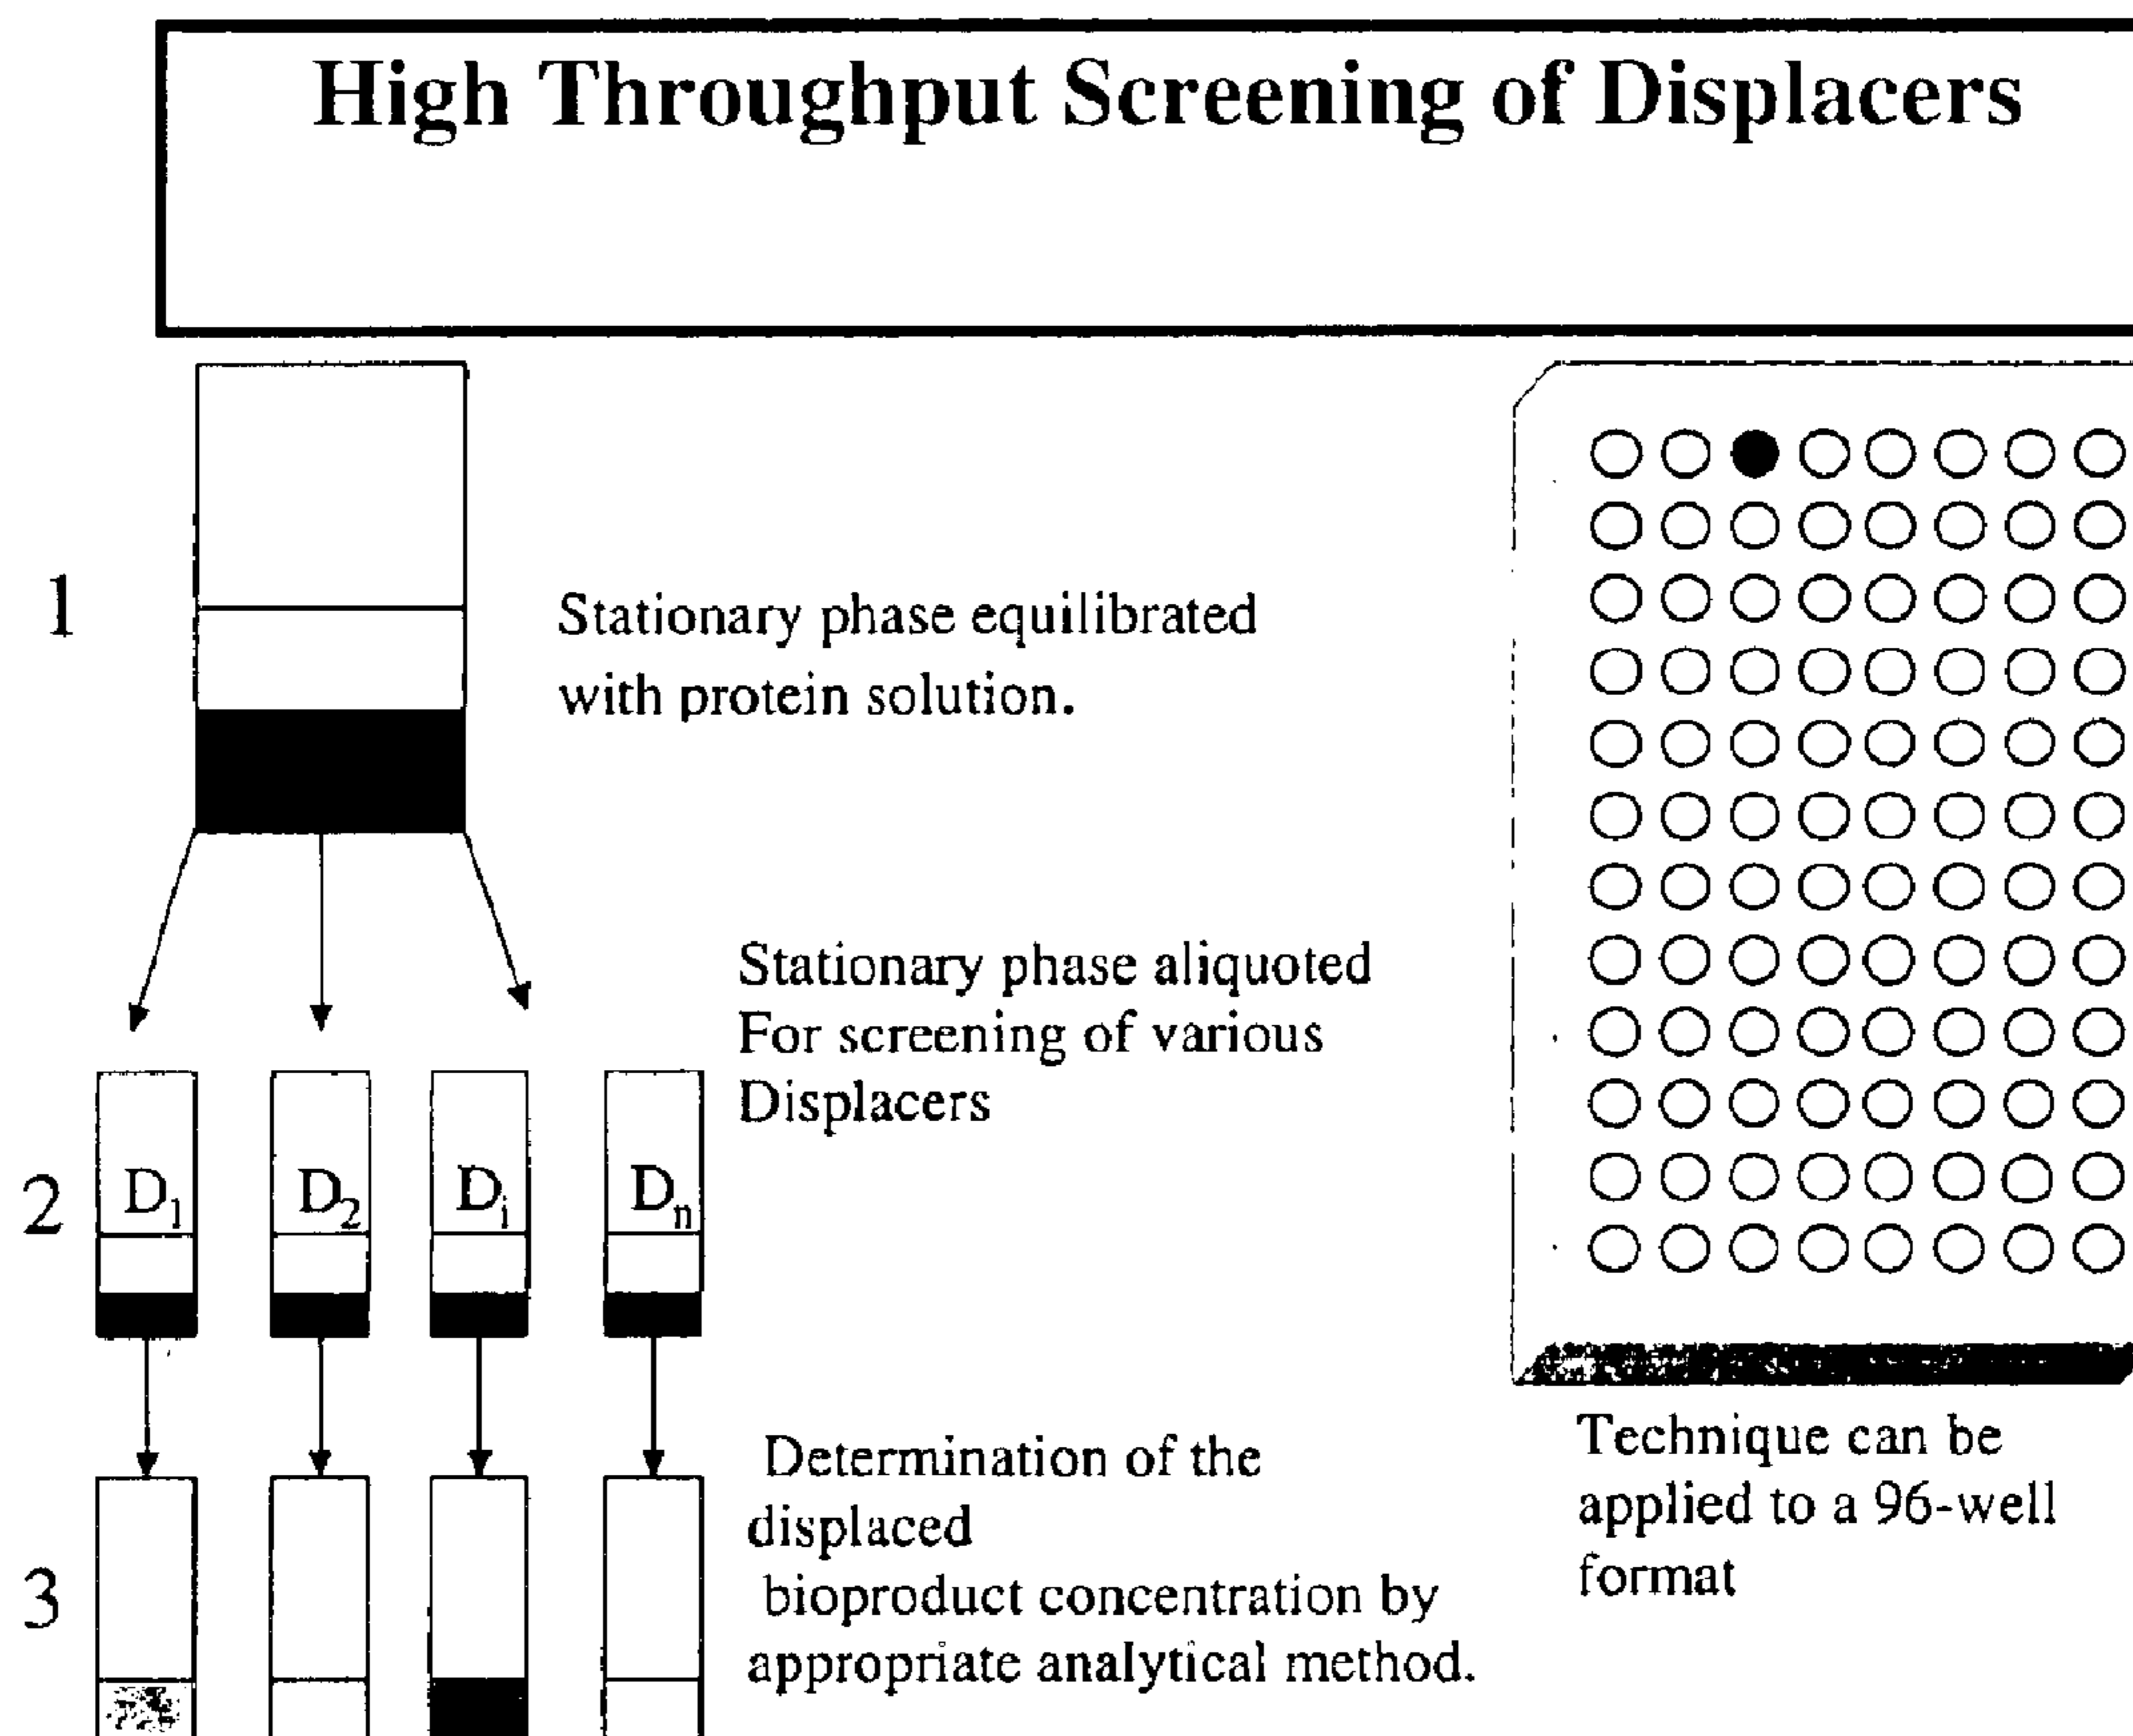 High Throughput Screening of Displacers
1
Stationary phase equilibrated
with protein solution.
Stationary phase aliquoted
For screening of various
Displacers
2
D1 D2 Di Dn
3
Determination of the
displaced
bioproduct concentration by
appropriate analytical method.
Technique can be
applied to a 96-well
format